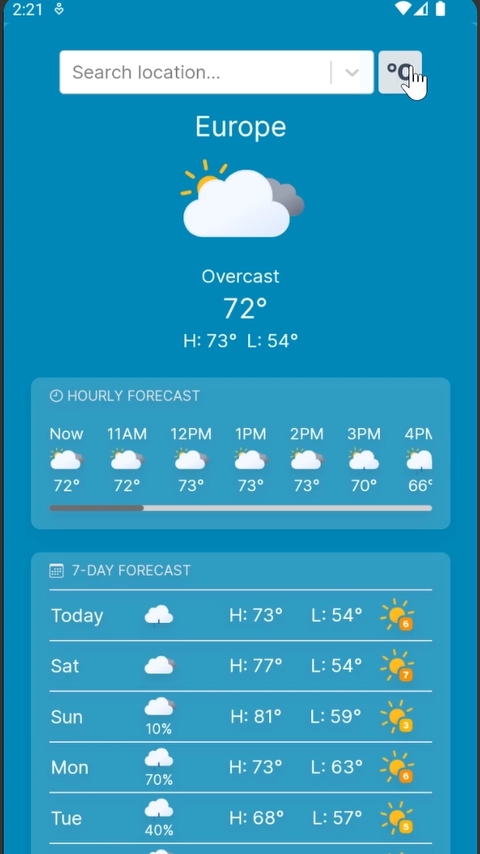 2:21
Search location...
Europe
Overcast
72°
H: 73° L: 54°
HOURLY FORECAST
Now 11AM 12PM 1PM 2PM 3PM 4PM
72° 72° 73° 73° 73° 70° 66°
7-DAY FORECAST
Today H: 73° L: 54° 6
Sat H: 77° L: 54° 7
Sun 10% H: 81° L: 59° 3
Mon 70% H: 73° L: 63° 6
Tue 40% H: 68° L: 57° 5